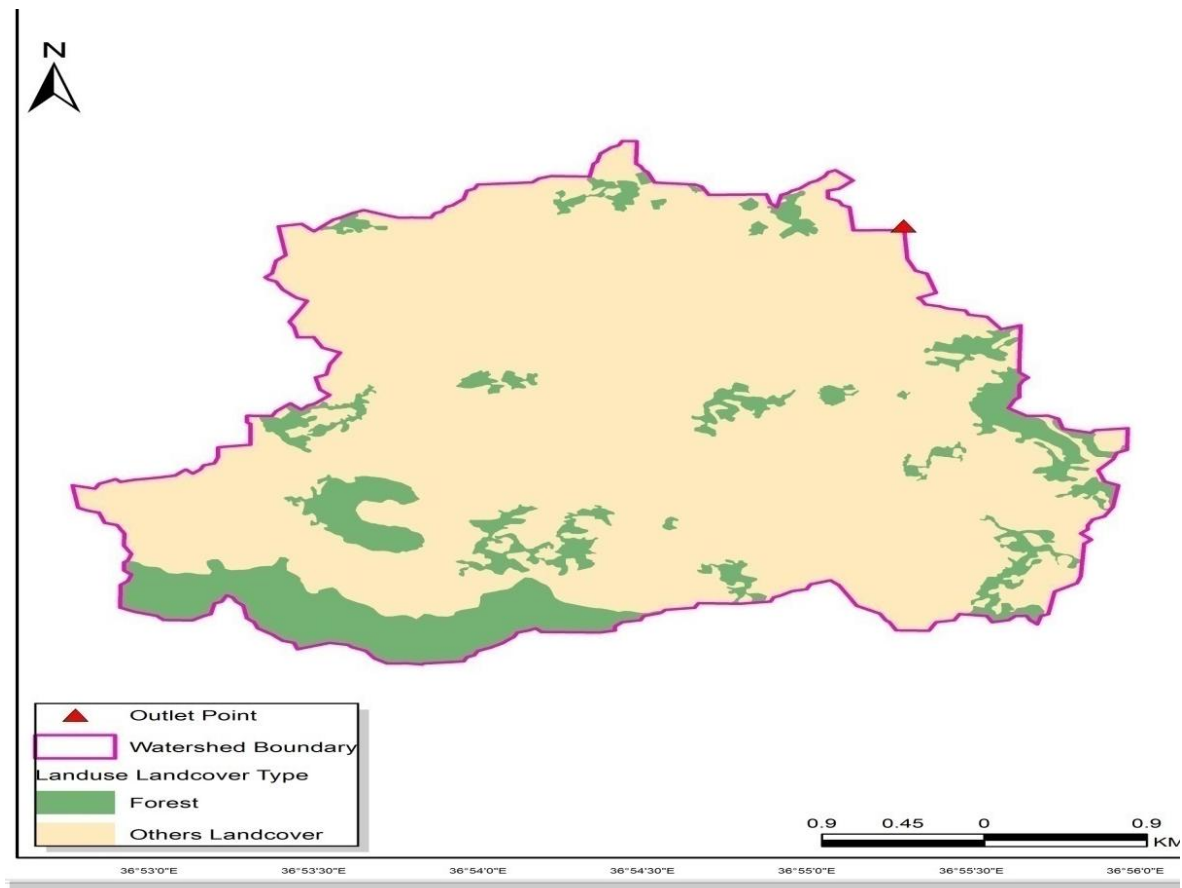 N
Outlet Point
Watershed Boundary
Landuse Landcover Type
Forest
Others Landcover
0.9 0.45 0 0.9
KM
36°53'0"E 36°53'30"E 36°54'0"E 36°54'30"E 36°55'0"E 36°55'30"E 36°56'0"E